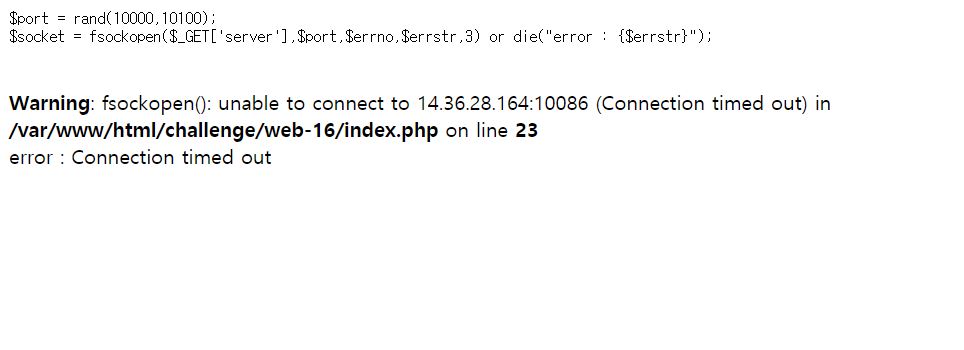 $port = rand(10000,10100);
$socket = fsockopen($_GET['server'],$port,$errno,$errstr,3) or die("error : {$errstr}");
Warning: fsockopen(): unable to connect to 14.36.28.164:10086 (Connection timed out) in
/var/www/html/challenge/web-16/index.php on line 23
error : Connection timed out